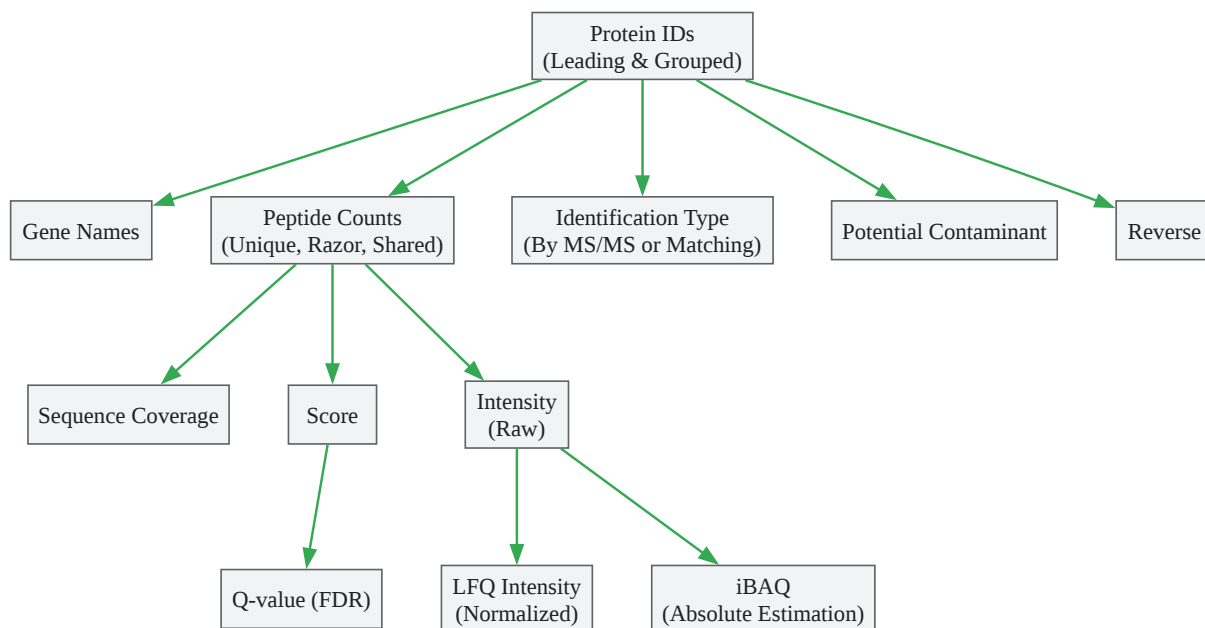 Protein IDs
(Leading & Grouped)
Gene Names
Peptide Counts
(Unique, Razor, Shared)
Identification Type
(By MS/MS or Matching)
Potential Contaminant
Reverse
Sequence Coverage
Score
Intensity
(Raw)
Q-value (FDR)
LFQ Intensity
(Normalized)
iBAQ
(Absolute Estimation)